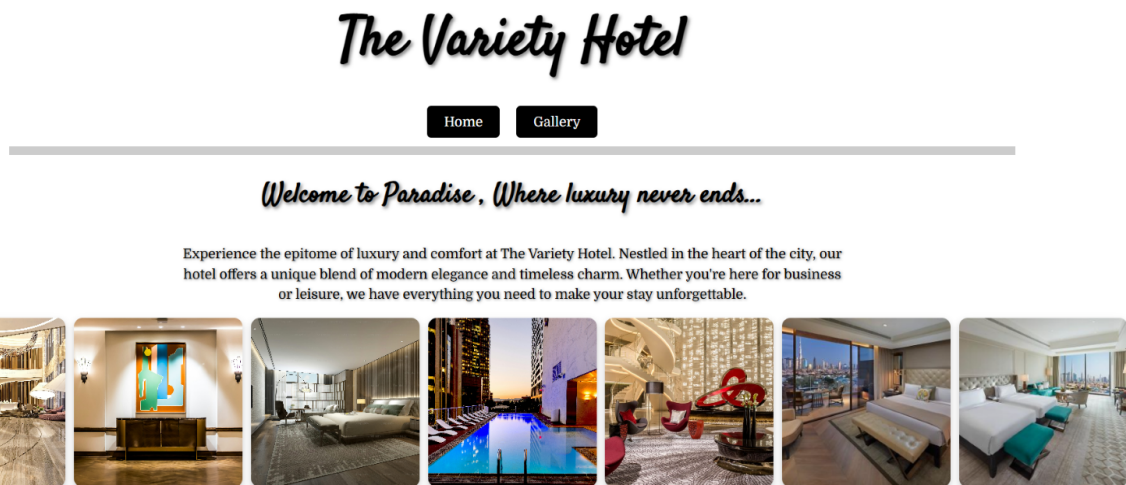 The Variety Hotel
Home Gallery
Welcome to Paradise , Where luxury never ends...
Experience the epitome of luxury and comfort at The Variety Hotel. Nestled in the heart of the city, our
hotel offers a unique blend of modern elegance and timeless charm. Whether you're here for business
or leisure, we have everything you need to make your stay unforgettable.